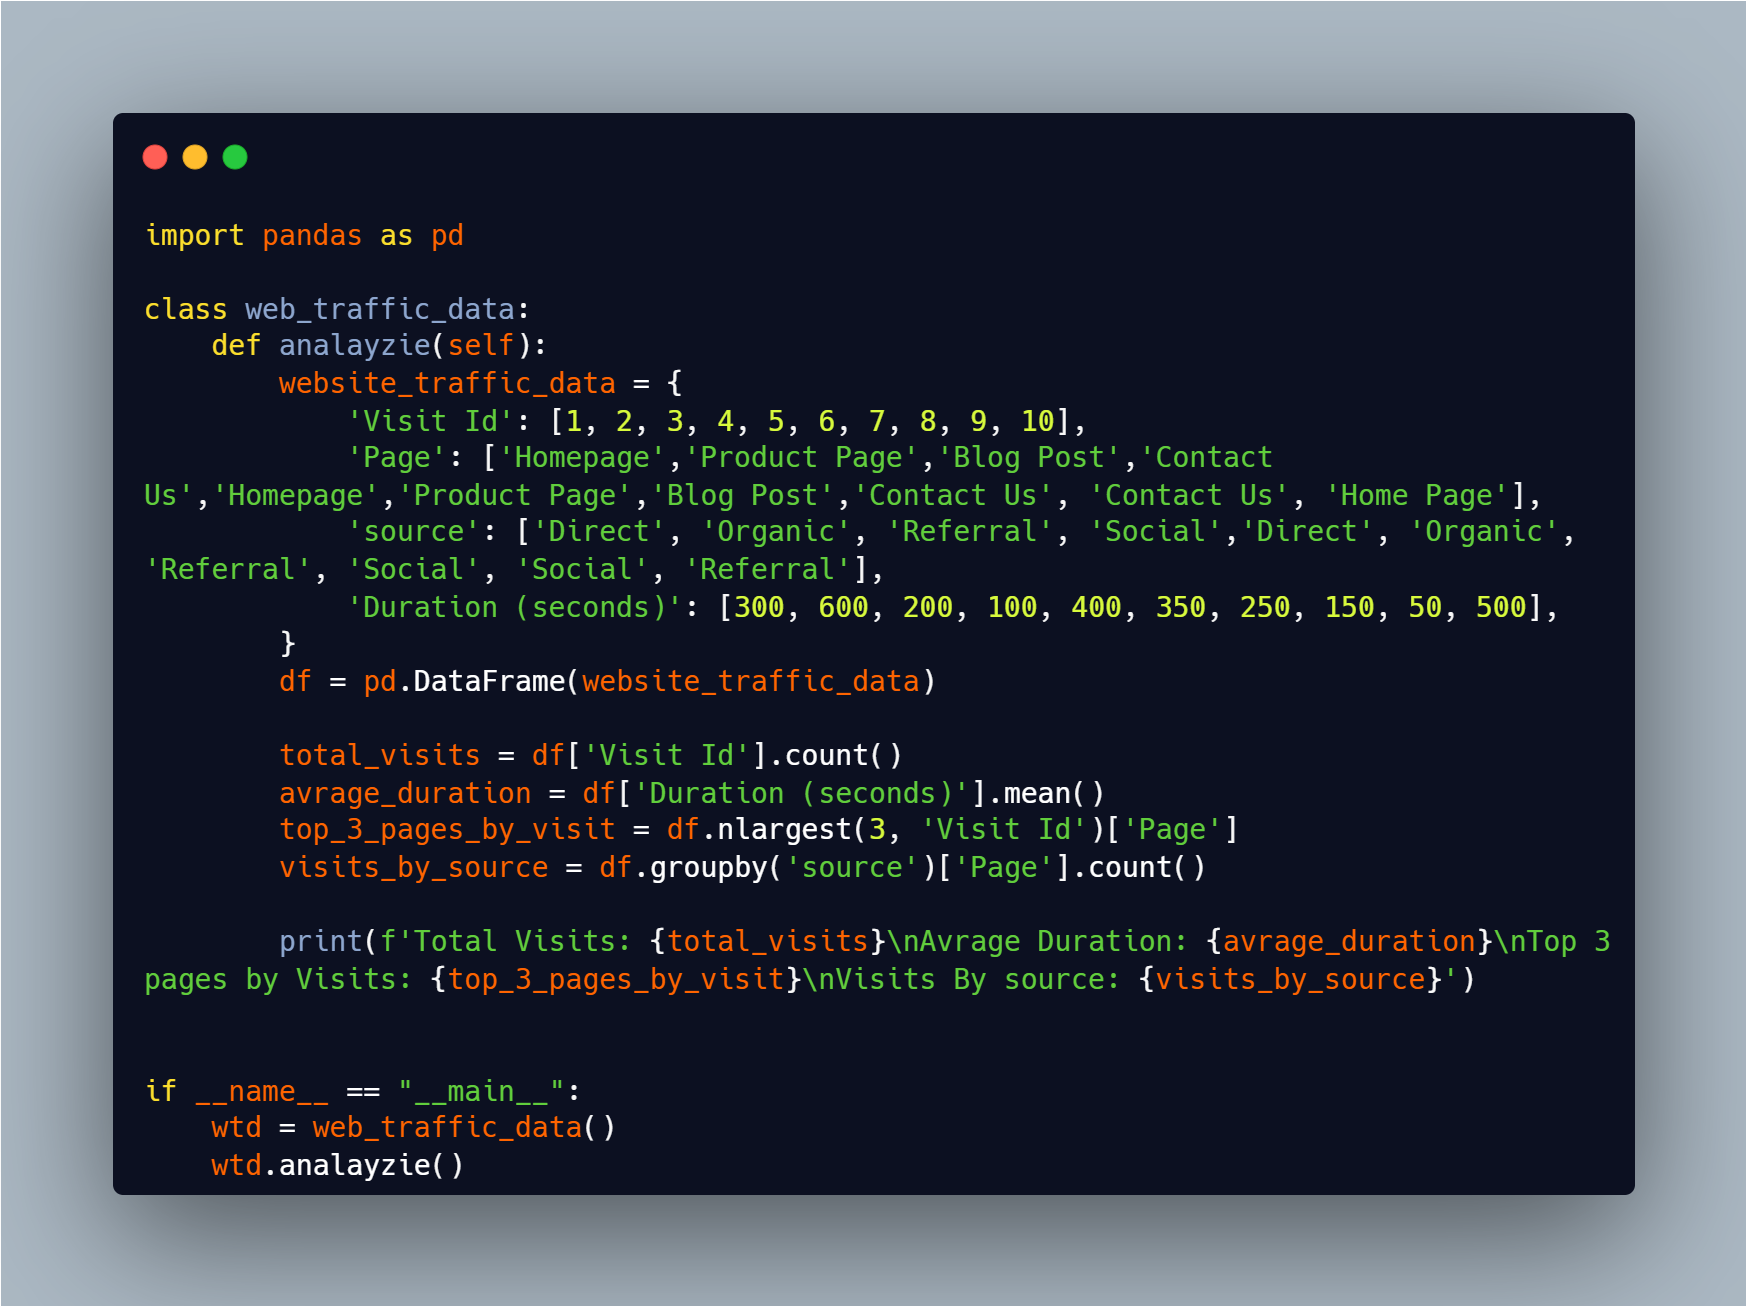 import pandas as pd
class web_traffic_data:
    def analayzie(self):
        website_traffic_data = {
            'Visit Id': [1, 2, 3, 4, 5, 6, 7, 8, 9, 10],
            'Page': ['Homepage','Product Page','Blog Post','Contact
Us','Homepage','Product Page','Blog Post','Contact Us', 'Contact Us', 'Home Page'],
            'source': ['Direct', 'Organic', 'Referral', 'Social','Direct', 'Organic',
'Referral', 'Social', 'Social', 'Referral'],
            'Duration (seconds)': [300, 600, 200, 100, 400, 350, 250, 150, 50, 500],
        }
        df = pd.DataFrame(website_traffic_data)
        total_visits = df['Visit Id'].count()
        avrage_duration = df['Duration (seconds)'].mean()
        top_3_pages_by_visit = df.nlargest(3, 'Visit Id')['Page']
        visits_by_source = df.groupby('source')['Page'].count()
        print(f'Total Visits: {total_visits}\nAvrage Duration: {avrage_duration}\nTop 3
pages by Visits: {top_3_pages_by_visit}\nVisits By source: {visits_by_source}')
if __name__ == "__main__":
    wtd = web_traffic_data()
    wtd.analayzie()